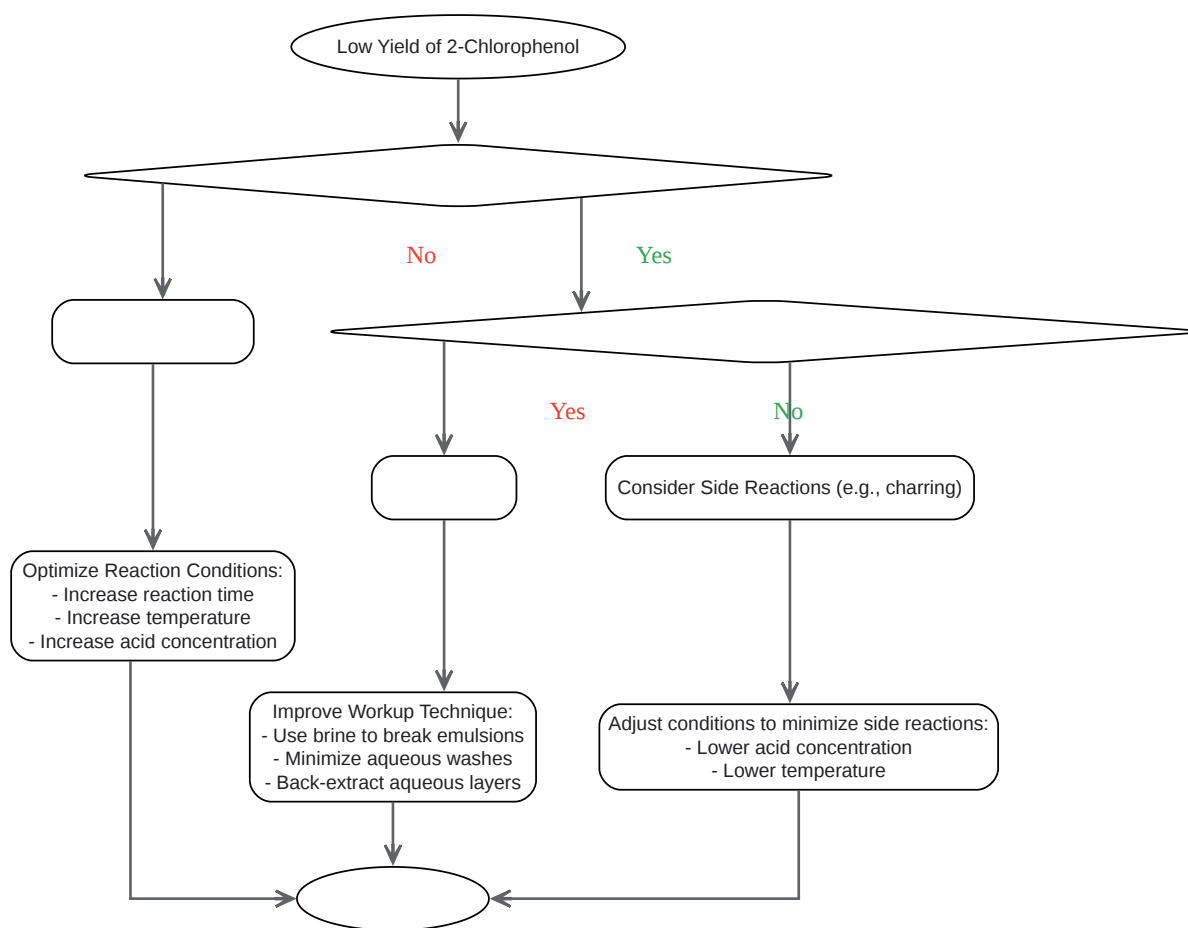 Low Yield of 2-Chlorophenol
No
Yes
Yes
No
Consider Side Reactions (e.g., charring)
Optimize Reaction Conditions:
- Increase reaction time
- Increase temperature
- Increase acid concentration
Improve Workup Technique:
- Use brine to break emulsions
- Minimize aqueous washes
- Back-extract aqueous layers
Adjust conditions to minimize side reactions:
- Lower acid concentration
- Lower temperature